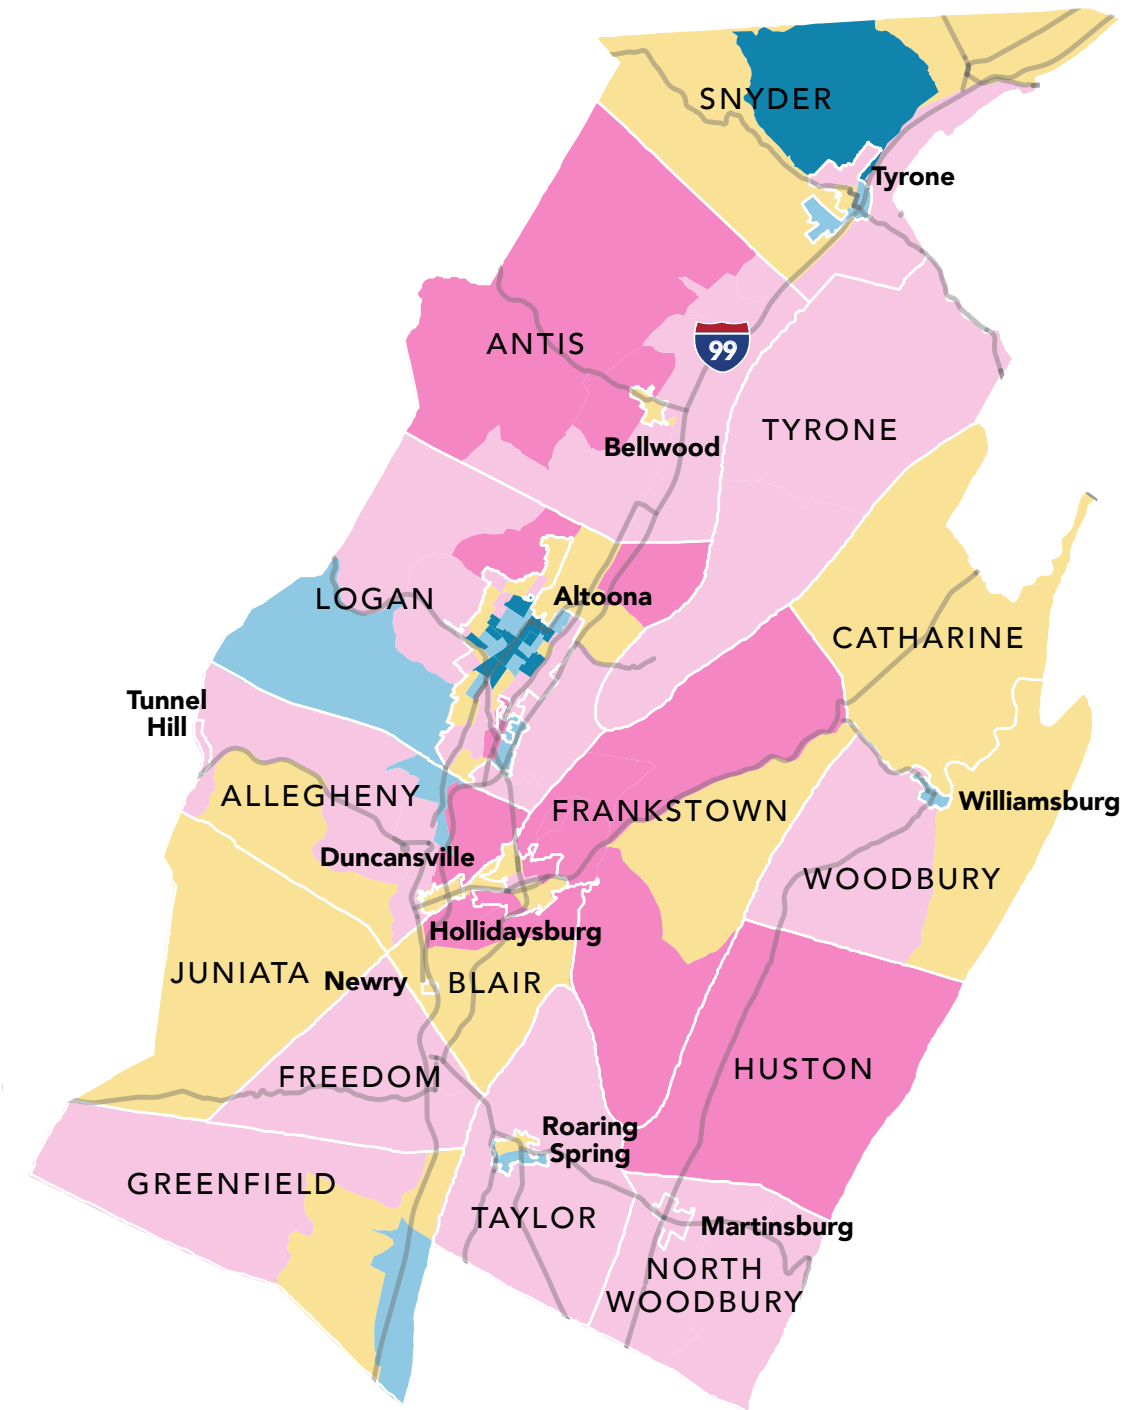 SNYDER
Tyrone
ANTIS
99
TYRONE
Bellwood
LOGAN
Altoona
CATHARINE
Tunnel
Hill
ALLEGHENY
FRANKSTOWN
Williamsburg
Duncansville
WOODBURY
Hollidaysburg
JUNIATA
Newry
BLAIR
HUSTON
FREEDOM
Roaring
Spring
GREENFIELD
TAYLOR
Martinsburg
NORTH
WOODBURY